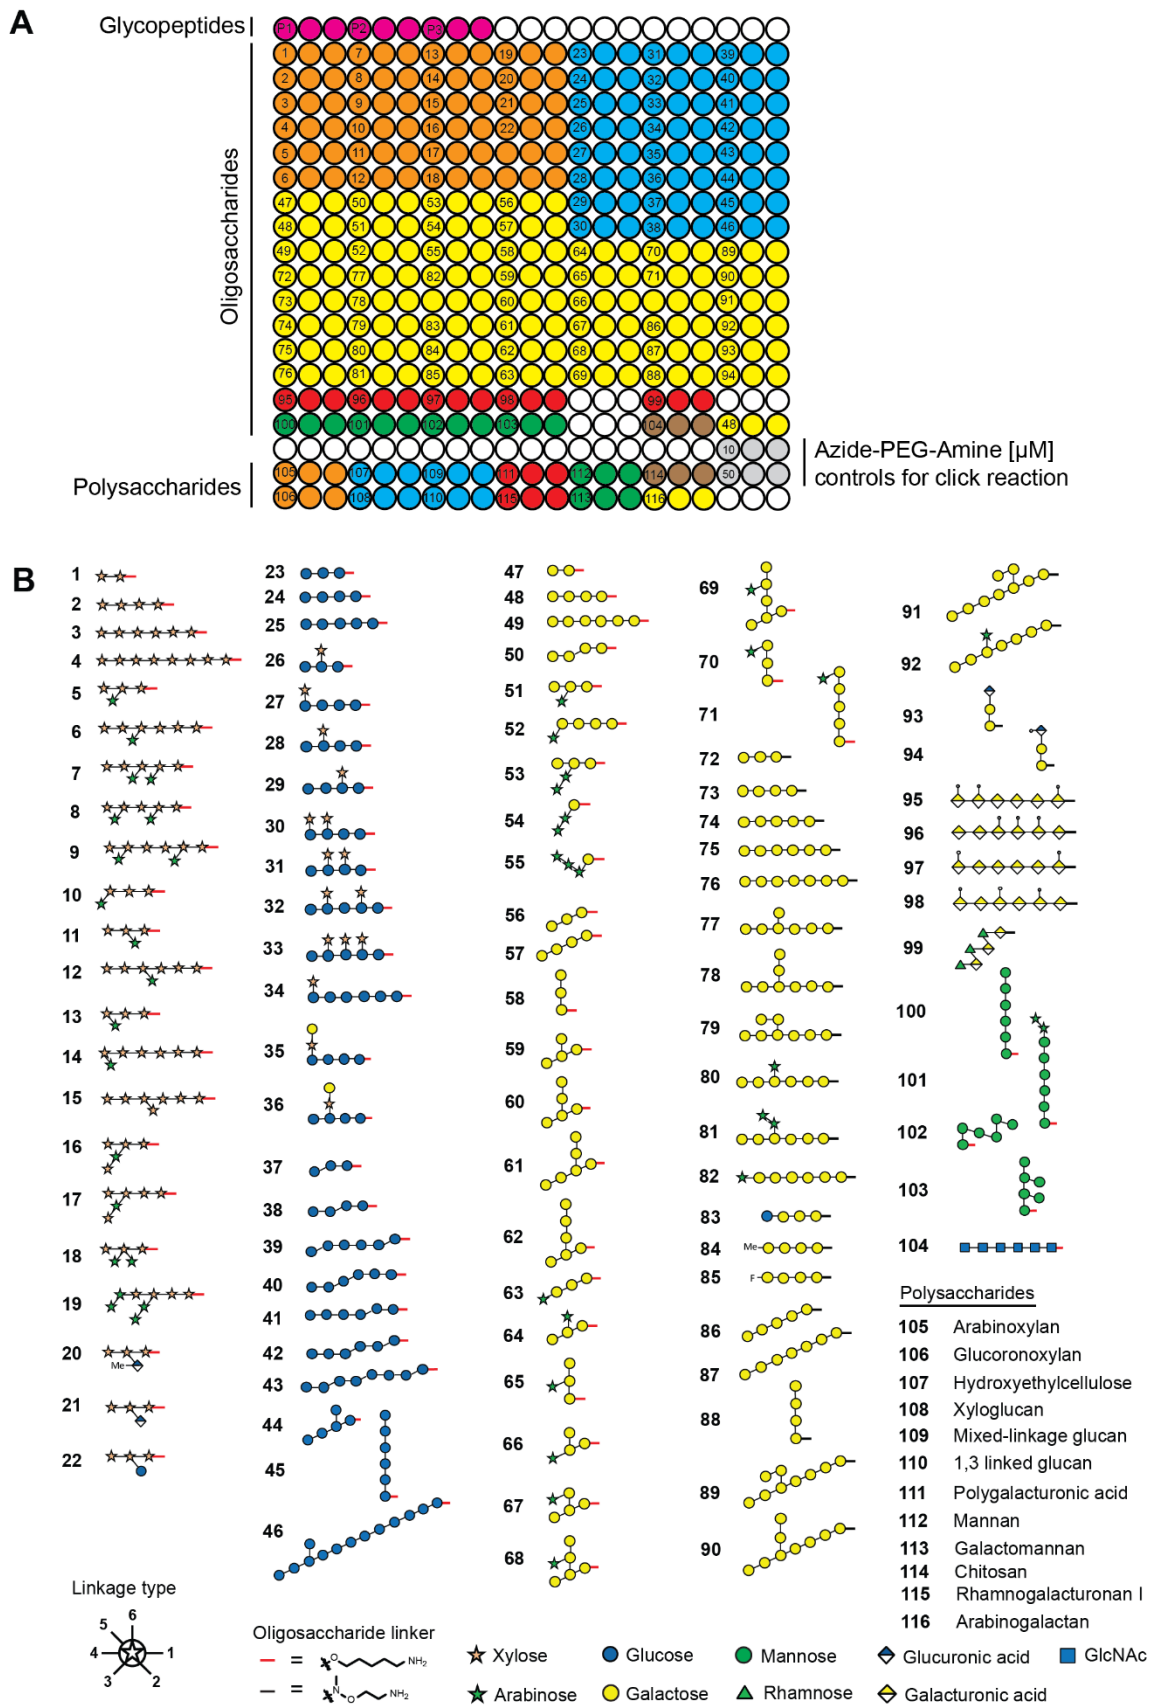 A
Glycopeptides
P1 P2 P3
Oligosaccharides
1 7 13 19 23 31 39
2 8 14 20 24 32 40
3 9 15 21 25 33 41
4 10 16 22 26 34 42
5 11 17 27 35 43
6 12 18 28 36 44
47 50 53 56 29 37 45
48 51 54 57 30 38 46
49 52 55 58 64 70 89
72 77 82 59 65 71 90
73 78 60 66 91
74 79 83 61 67 86 92
75 80 84 62 68 87 93
76 81 85 63 69 88 94
95 96 97 98 99
100 101 102 103 104 48
10
Azide-PEG-Amine [µM]
controls for click reaction
Polysaccharides
105 107 109 111 112 114 50
106 108 110 115 113 116
B
1
2
3
4
5
6
7
8
9
10
11
12
13
14
15
16
17
18
19
20
Me
21
22
23
24
25
26
27
28
29
30
31
32
33
34
35
36
37
38
39
40
41
42
43
44
45
46
47
48
49
50
51
52
53
54
55
56
57
58
59
60
61
62
63
64
65
66
67
68
69
70
71
72
73
74
75
76
77
78
79
80
81
82
83
84 Me
85 F
86
87
88
89
90
91
92
93
94
95
96
97
98
99
100
101
102
103
104
Polysaccharides
105 Arabinoxylan
106 Glucoronoxylan
107 Hydroxyethylcellulose
108 Xyloglucan
109 Mixed-linkage glucan
110 1,3 linked glucan
111 Polygalacturonic acid
112 Mannan
113 Galactomannan
114 Chitosan
115 Rhamnogalacturonan I
116 Arabinogalactan
Linkage type
6
5
4 1
3 2
Oligosaccharide linker
= O NH₂
= N O NH₂
Xylose Glucose Mannose Glucuronic acid GlcNAc
Arabinose Galactose Rhamnose Galacturonic acid